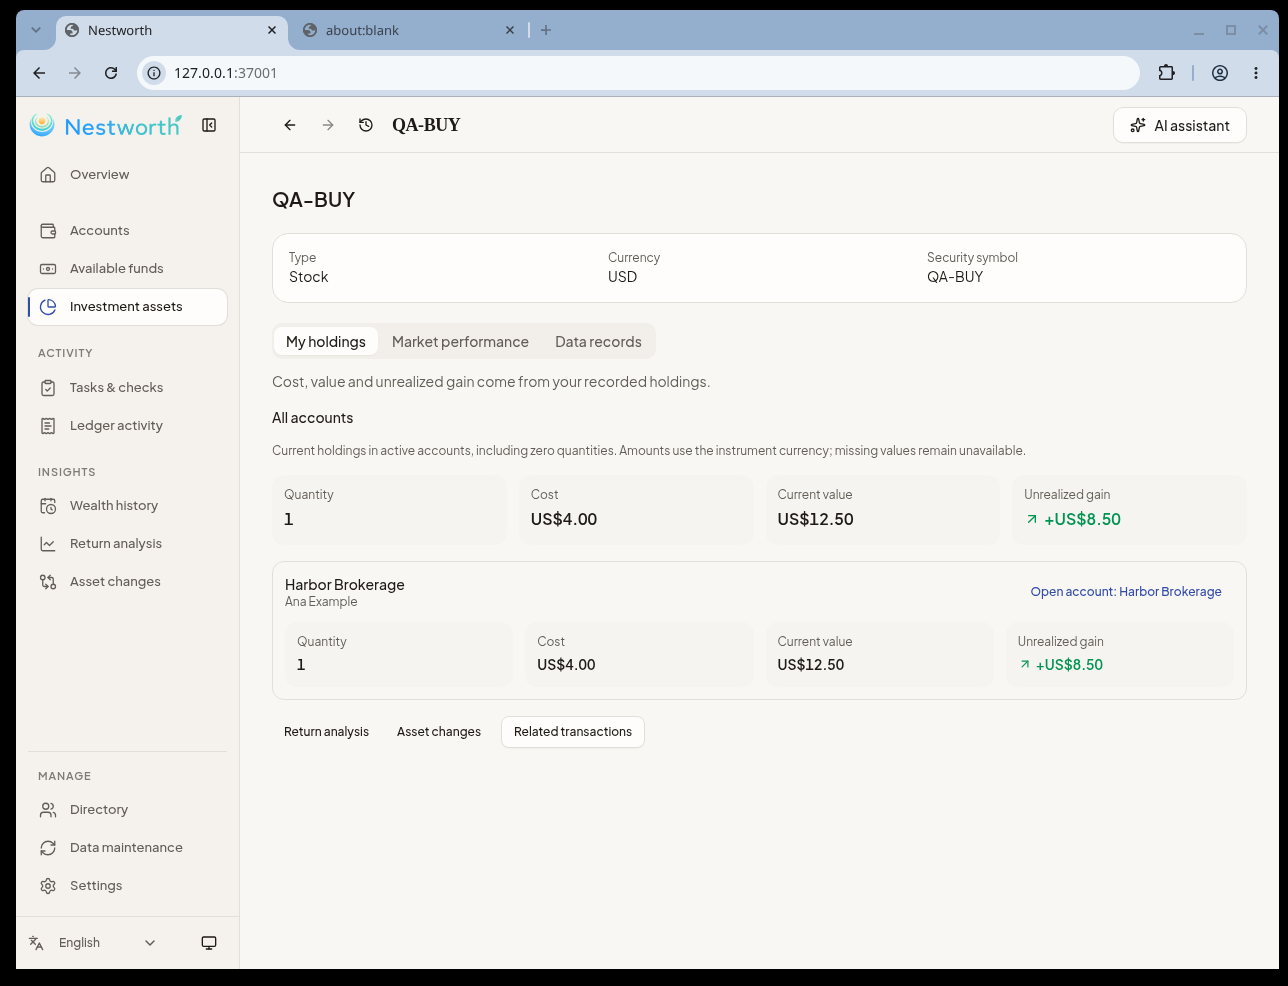 Nestworth
about:blank
127.0.0.1:37001
Nestworth
QA-BUY
AI assistant
Overview
Accounts
Available funds
Investment assets
ACTIVITY
Tasks & checks
Ledger activity
INSIGHTS
Wealth history
Return analysis
Asset changes
MANAGE
Directory
Data maintenance
Settings
English
QA-BUY
Type
Stock
Currency
USD
Security symbol
QA-BUY
My holdings
Market performance
Data records
Cost, value and unrealized gain come from your recorded holdings.
All accounts
Current holdings in active accounts, including zero quantities. Amounts use the instrument currency; missing values remain unavailable.
Quantity
1
Cost
US$4.00
Current value
US$12.50
Unrealized gain
+US$8.50
Harbor Brokerage
Ana Example
Open account: Harbor Brokerage
Quantity
1
Cost
US$4.00
Current value
US$12.50
Unrealized gain
+US$8.50
Return analysis
Asset changes
Related transactions